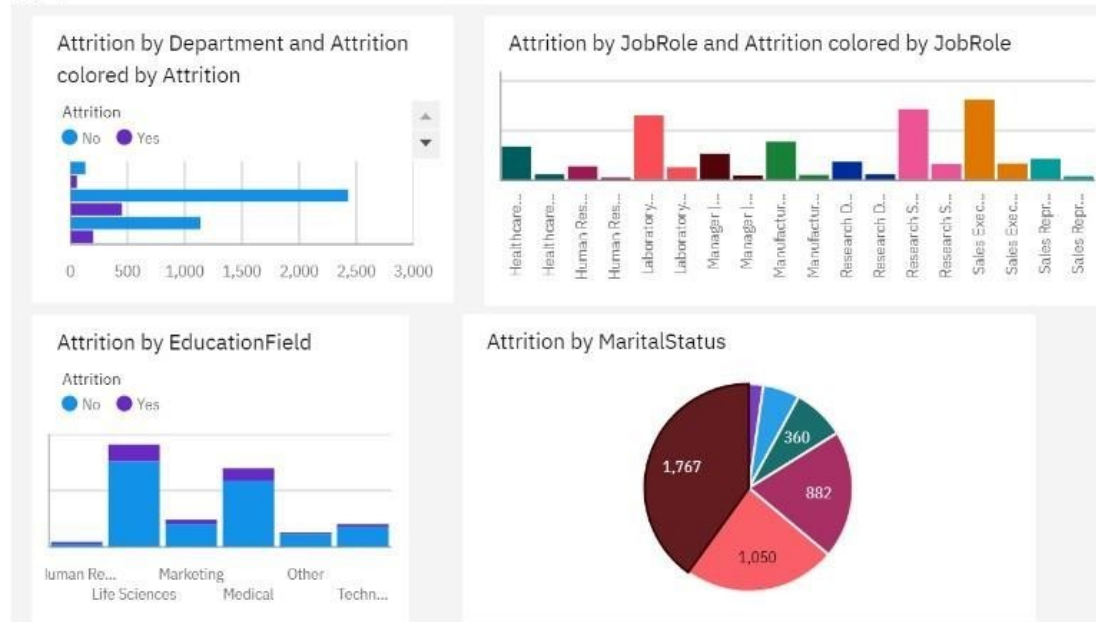 Attrition by Department and Attrition
colored by Attrition
Attrition
No Yes
0 500 1,000 1,500 2,000 2,500 3,000
Attrition by JobRole and Attrition colored by JobRole
Healthcare...
Healthcare...
Human Res...
Human Res...
Laboratory...
Laboratory...
Manager |...
Manager |...
Manufactur...
Manufactur...
Research D...
Research D...
Research S...
Research S...
Sales Exec...
Sales Exec...
Sales Repr...
Sales Repr...
Attrition by EducationField
Attrition
No Yes
uman Re... Marketing Other
Life Sciences Medical Techn...
Attrition by MaritalStatus
360
1,767
882
1,050